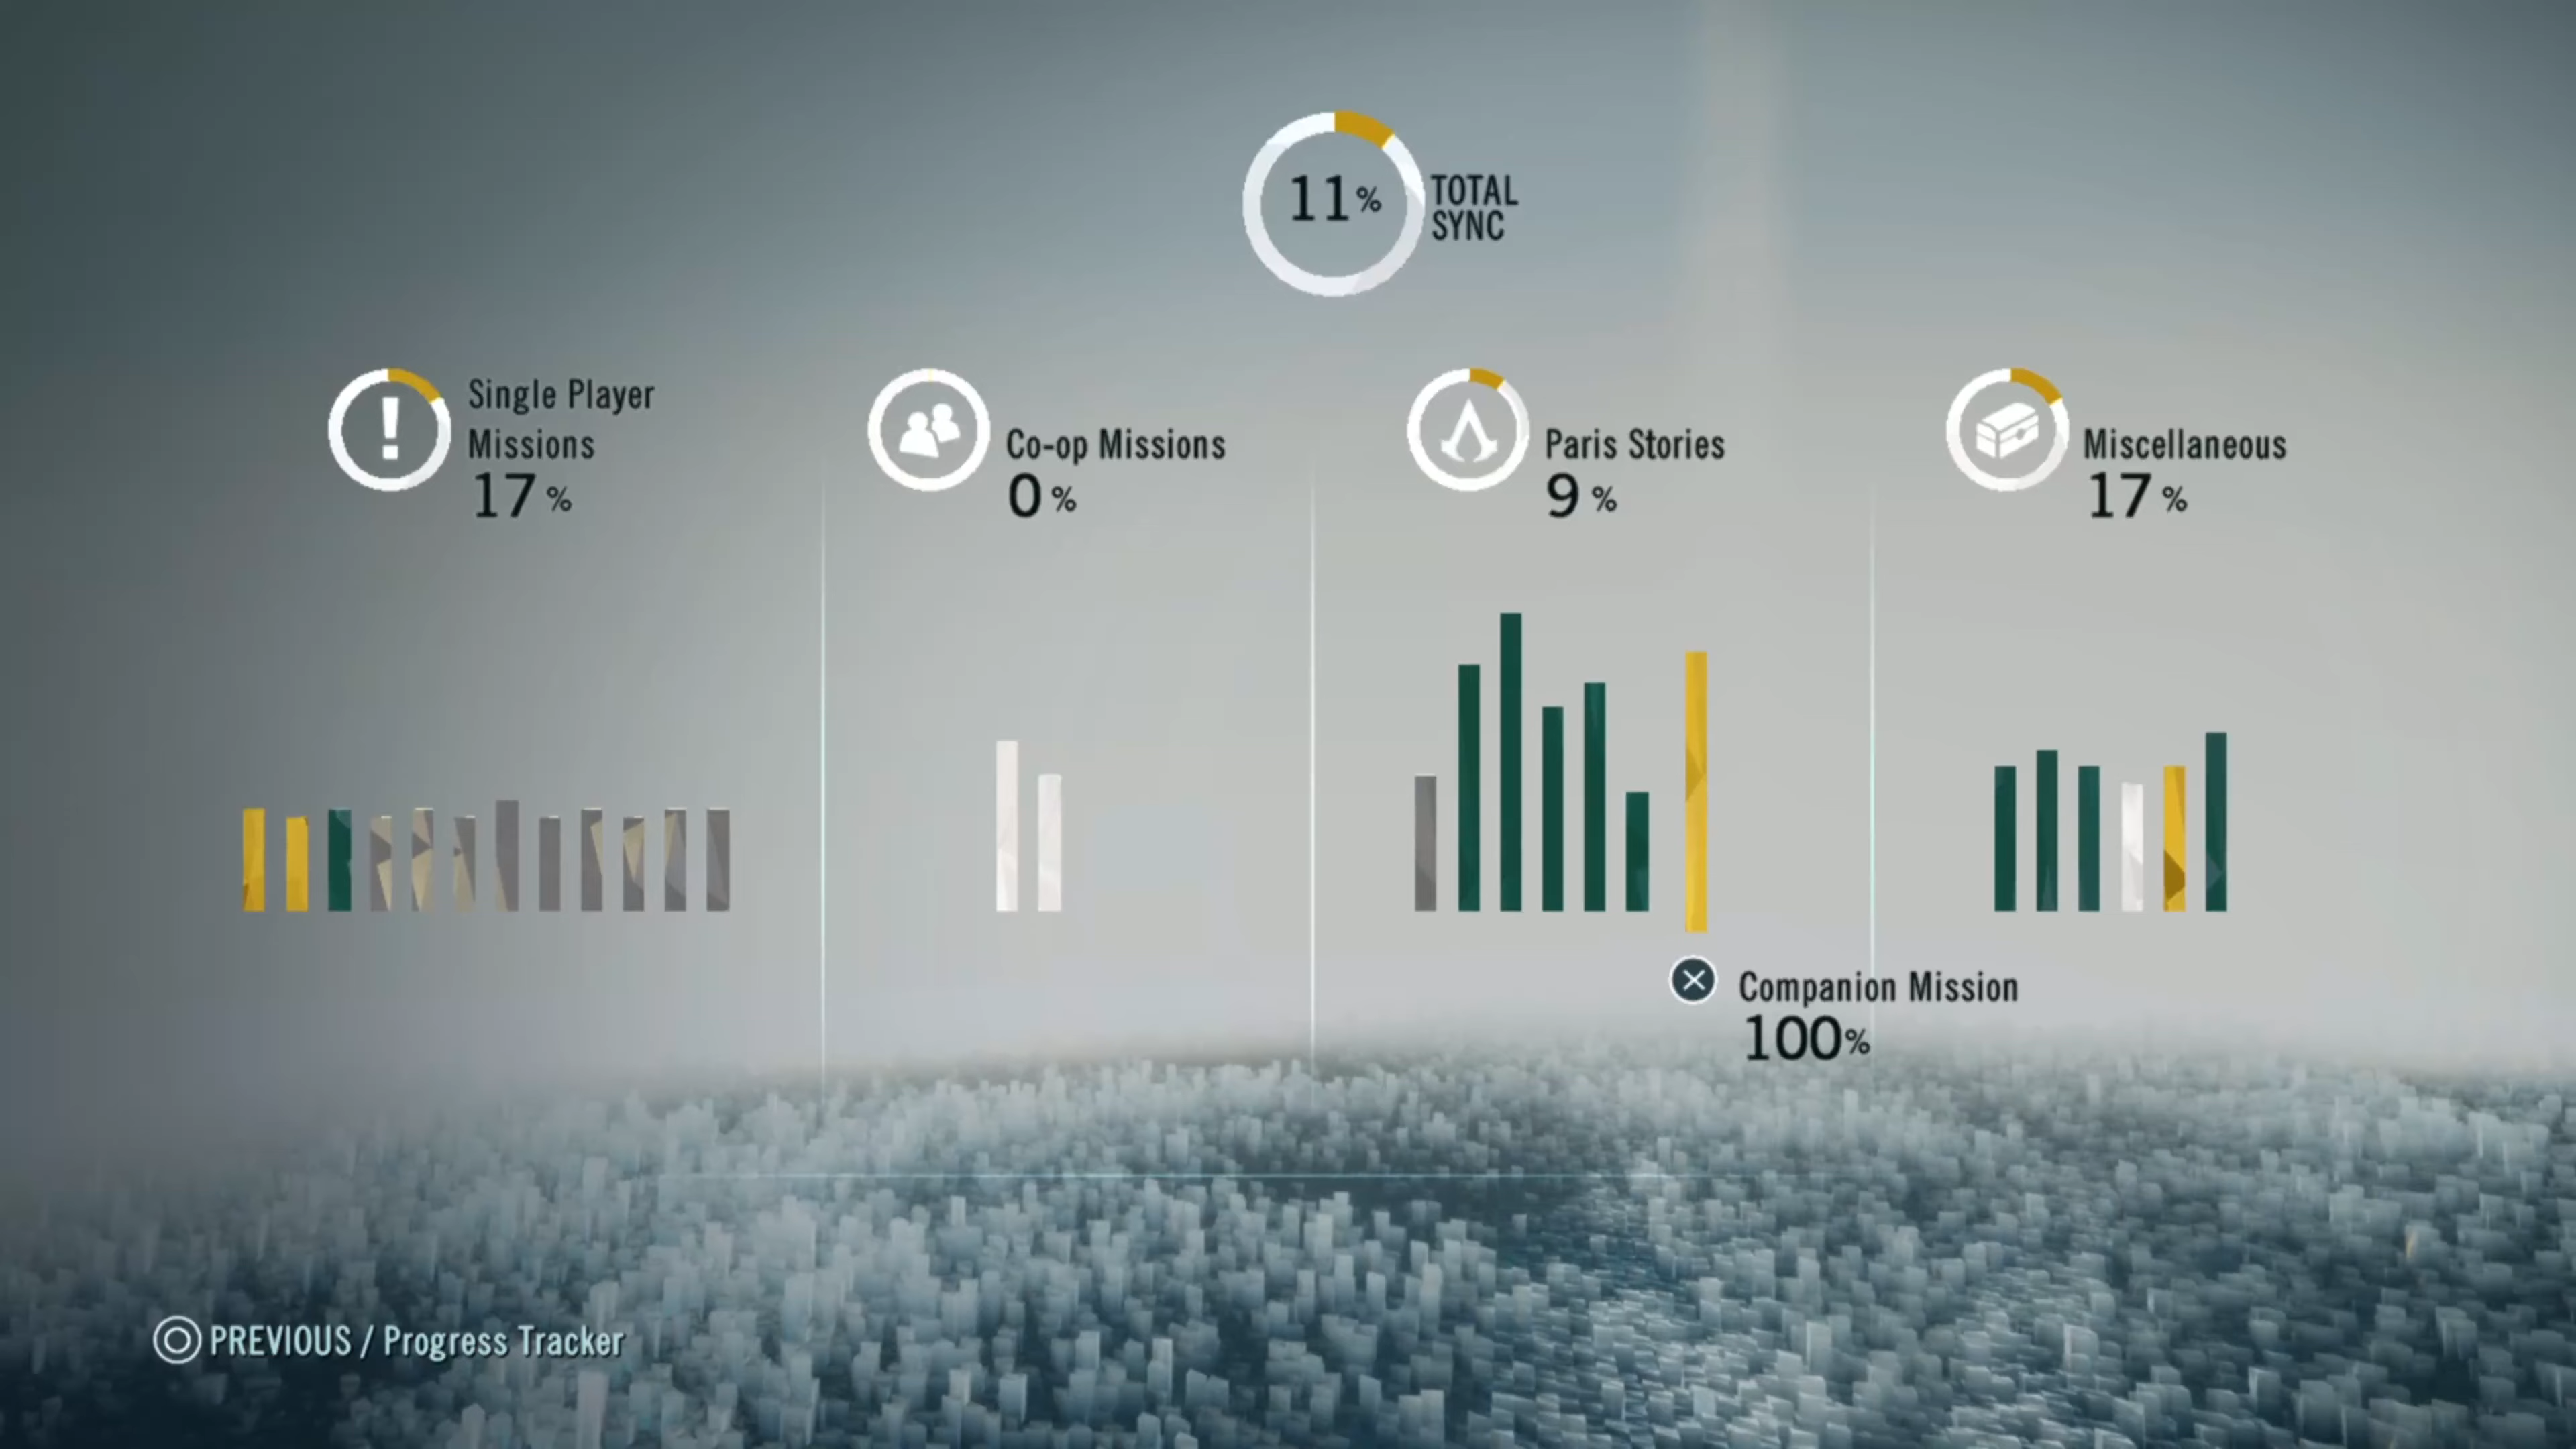 11%
TOTAL
SYNC
Single Player
Missions
17 %
Co-op Missions
0 %
Paris Stories
9 %
Miscellaneous
17 %
Companion Mission
100%
PREVIOUS / Progress Tracker